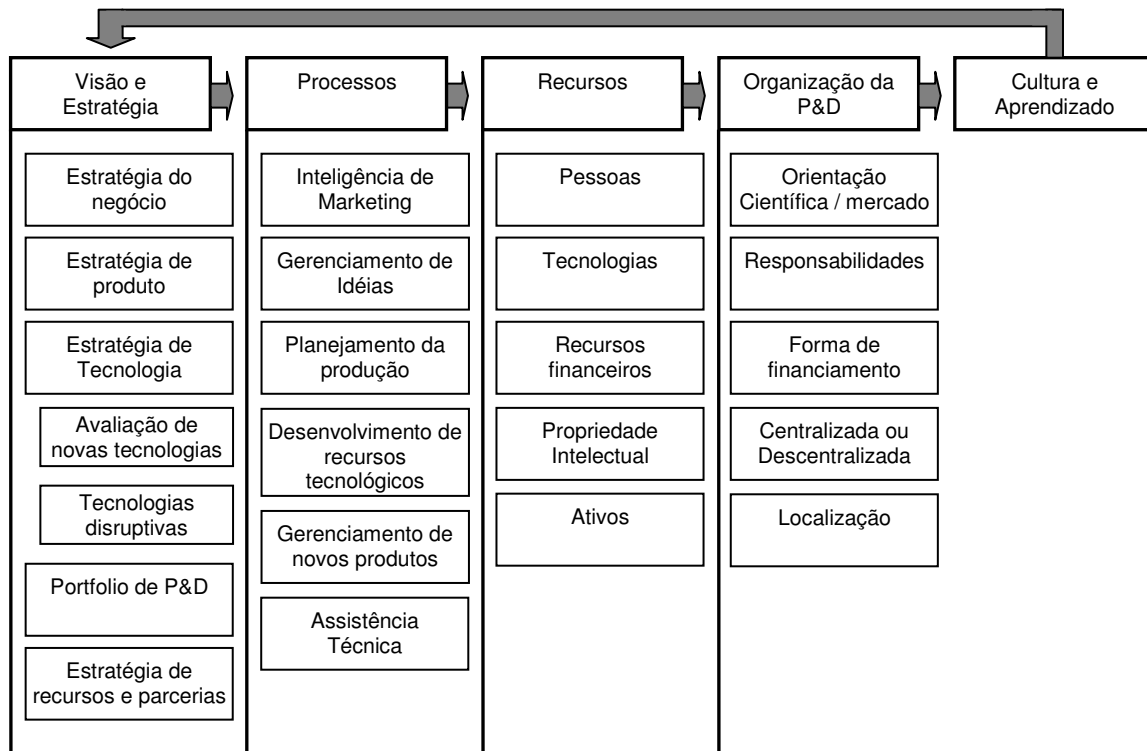 Visão e
Estratégia
Processos
Recursos
Organização da
P&D
Cultura e
Aprendizado
Estratégia do
negócio
Estratégia de
produto
Estratégia de
Tecnologia
Avaliação de
novas tecnologias
Tecnologias
disruptivas
Portfolio de P&D
Estratégia de
recursos e parcerias
Inteligência de
Marketing
Gerenciamento de
Idéias
Planejamento da
produção
Desenvolvimento de
recursos
tecnológicos
Gerenciamento de
novos produtos
Assistência
Técnica
Pessoas
Tecnologias
Recursos
financeiros
Propriedade
Intelectual
Ativos
Orientação
Científica / mercado
Responsabilidades
Forma de
financiamento
Centralizada ou
Descentralizada
Localização